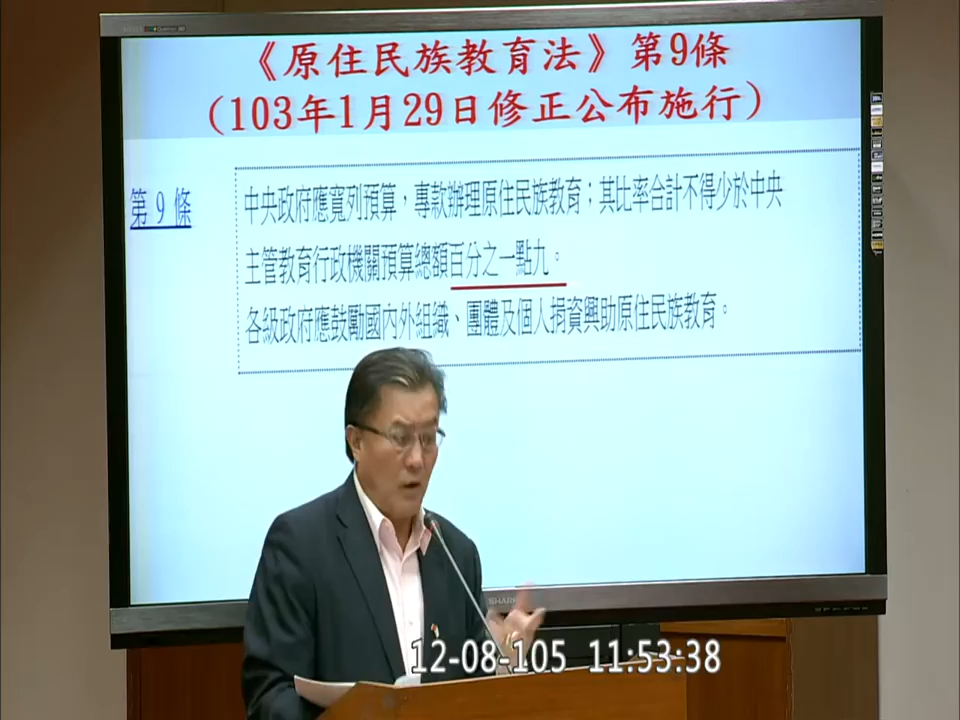 《原住民族教育法》第9條
(103年1月29日修正公布施行)
第 9 條
中央政府應寬列預算，專款辦理原住民族教育；其比率合計不得少於中央
主管教育行政機關預算總額百分之一點九。
各級政府應鼓勵國內外組織、團體及個人捐資興助原住民族教育。
SHARP
12-08-105 11:53:38